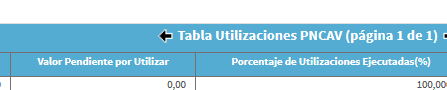 Tabla Utilizaciones PNCAV (página 1 de 1)
Valor Pendiente por Utilizar Porcentaje de Utilizaciones Ejecutadas(%)
0,00